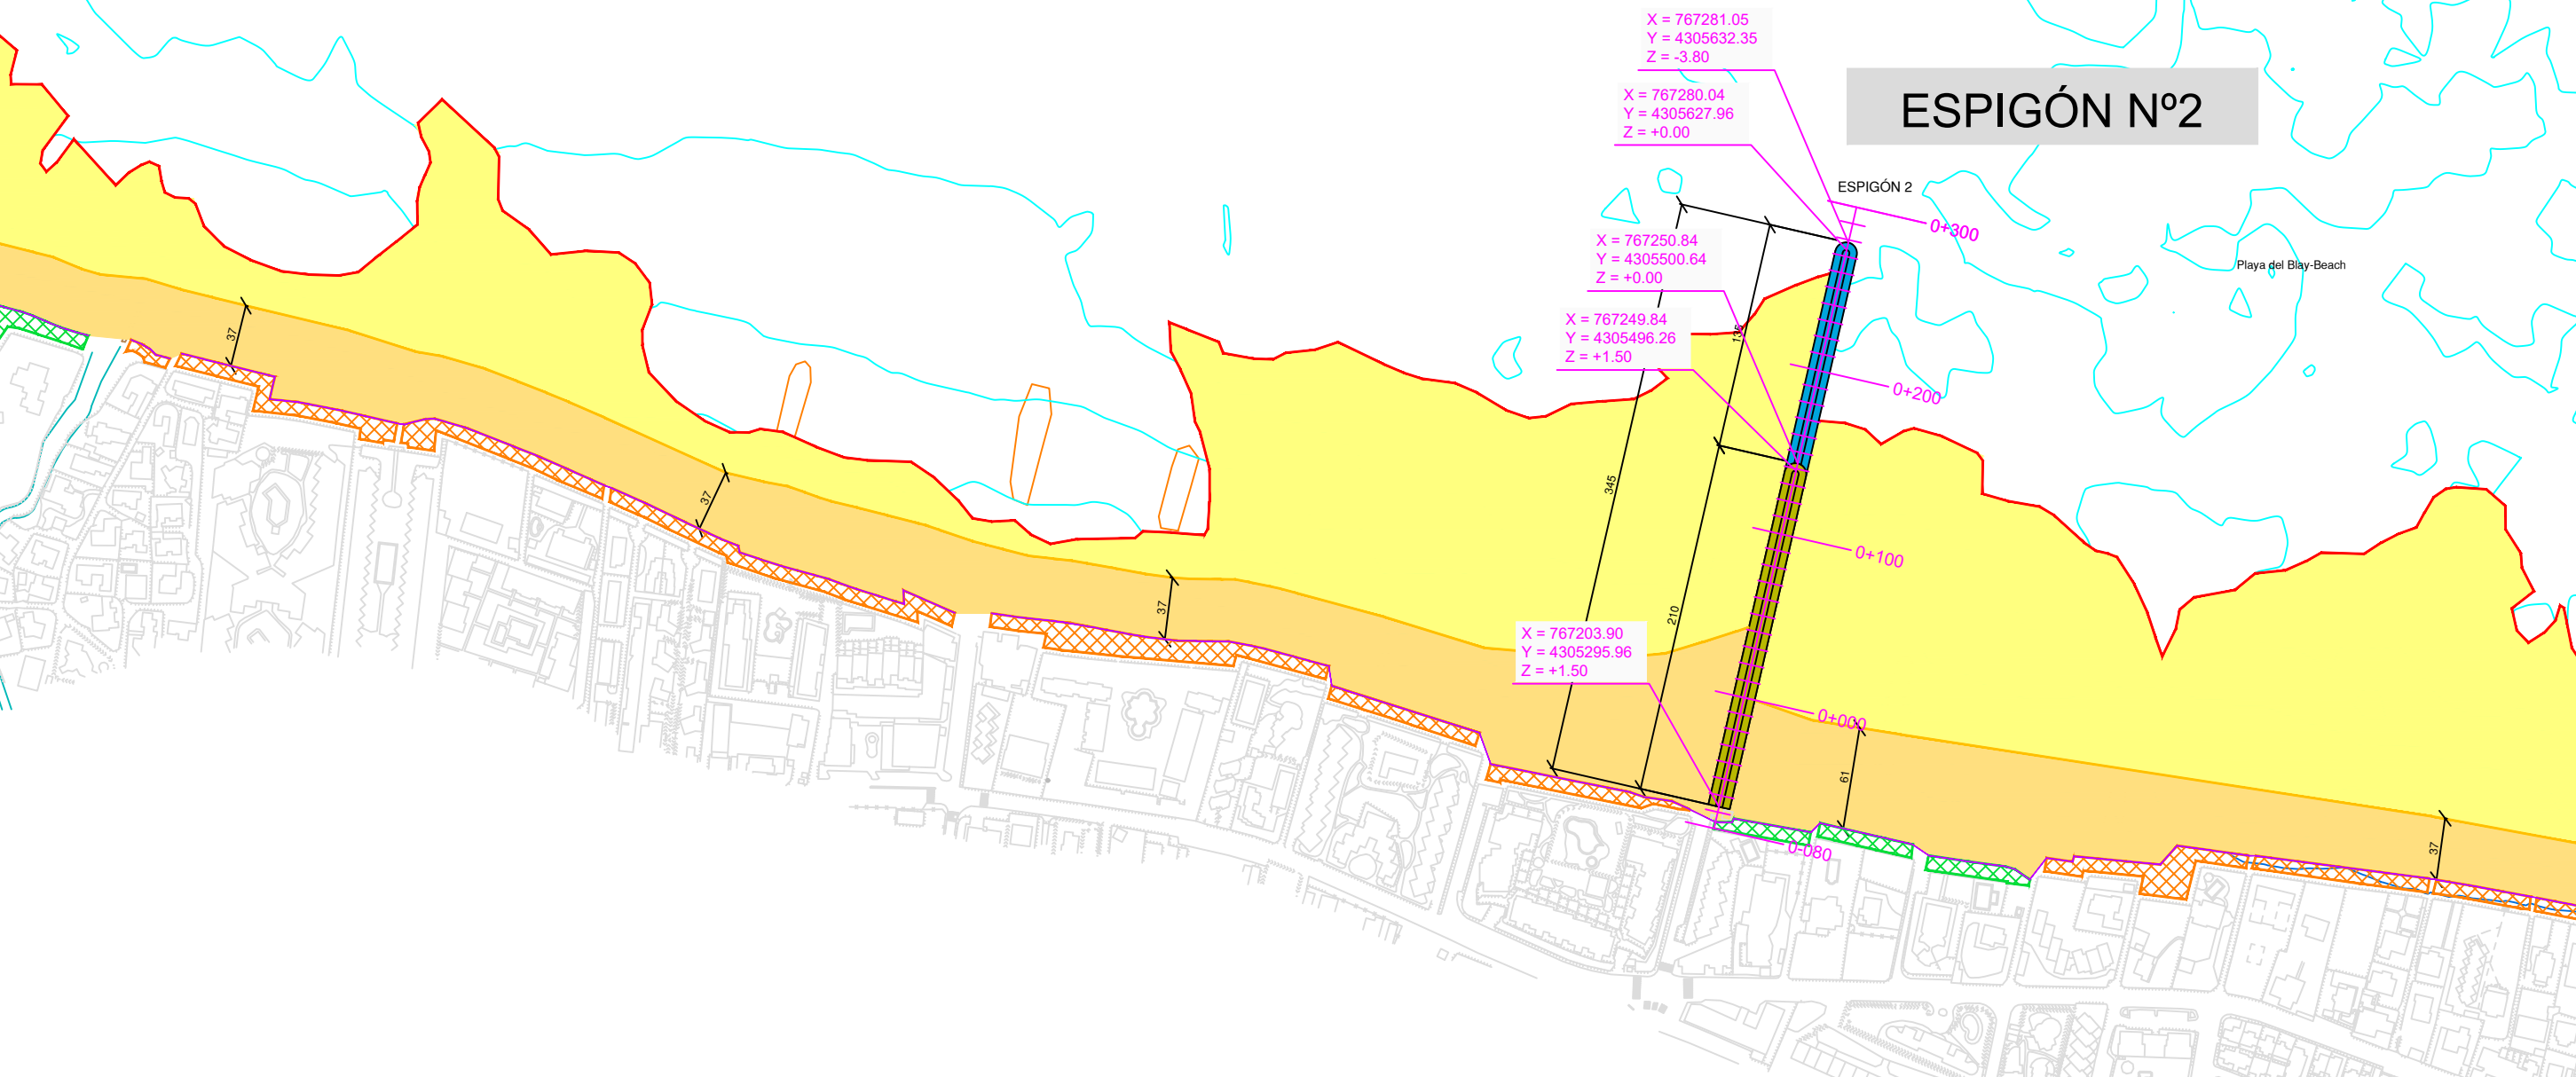 X = 767281.05
Y = 4305632.35
Z = -3.80
X = 767280.04
Y = 4305627.96
Z = +0.00
ESPIGÓN Nº2
ESPIGÓN 2
0+300
X = 767250.84
Y = 4305500.64
Z = +0.00
Playa del Blay-Beach
X = 767249.84
Y = 4305496.26
Z = +1.50
135
37
0+200
37
345
0+100
37
210
X = 767203.90
Y = 4305295.96
Z = +1.50
0+000
61
0-080
37